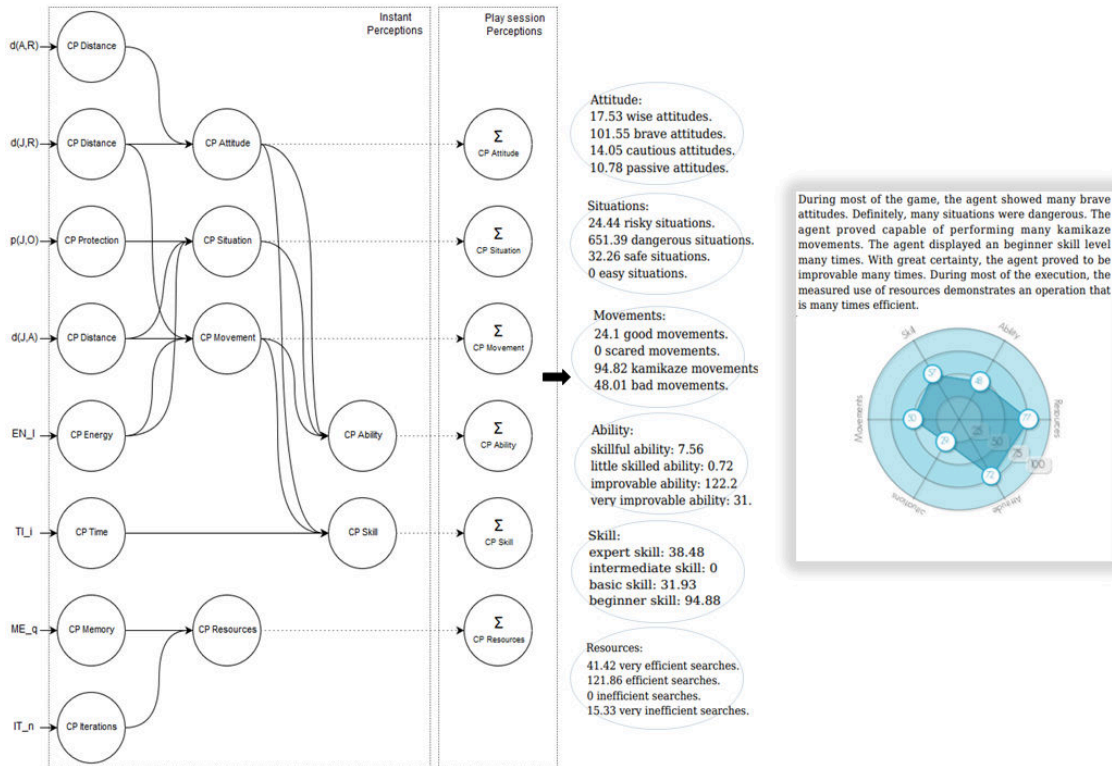 Instant
Perceptions
Play session
Perceptions
d(A,R)
CP Distance
d(J,R)
CP Distance
CP Attitude
Σ
CP Attitude
p(J,O)
CP Protection
CP Situation
Σ
CP Situation
d(J,A)
CP Distance
CP Movement
Σ
CP Movement
EN_I
CP Energy
CP Ability
Σ
CP Ability
TI_i
CP Time
CP Skill
Σ
CP Skill
ME_q
CP Memory
CP Resources
Σ
CP Resources
IT_n
CP Iterations
Attitude:
17.53 wise attitudes.
101.55 brave attitudes.
14.05 cautious attitudes.
10.78 passive attitudes.
Situations:
24.44 risky situations.
651.39 dangerous situations.
32.26 safe situations.
0 easy situations.
Movements:
24.1 good movements.
0 scared movements.
94.82 kamikaze movements
48.01 bad movements.
Ability:
skillful ability: 7.56
little skilled ability: 0.72
improvable ability: 122.2
very improvable ability: 31.
Skill:
expert skill: 38.48
intermediate skill: 0
basic skill: 31.93
beginner skill: 94.88
Resources:
41.42 very efficient searches.
121.86 efficient searches.
0 inefficient searches.
15.33 very inefficient searches.
During most of the game, the agent showed many brave
attitudes. Definitely, many situations were dangerous. The
agent proved capable of performing many kamikaze
movements. The agent displayed an beginner skill level
many times. With great certainty, the agent proved to be
improvable many times. During most of the execution, the
measured use of resources demonstrates an operation that
is many times efficient.
Skill
Ability
Movements
Resources
Situations
Attitude
57
48
50
77
29
72
25
50
75
100